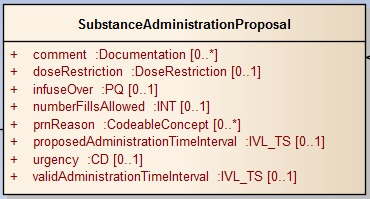 SubstanceAdministrationProposal
+ comment :Documentation [0..*]
+ doseRestriction :DoseRestriction [0..1]
+ infuseOver :PQ [0..1]
+ numberFillsAllowed :INT [0..1]
+ prnReason :CodeableConcept [0..*]
+ proposedAdministrationTimeInterval :IVL_TS [0..1]
+ urgency :CD [0..1]
+ validAdministrationTimeInterval :IVL_TS [0..1]